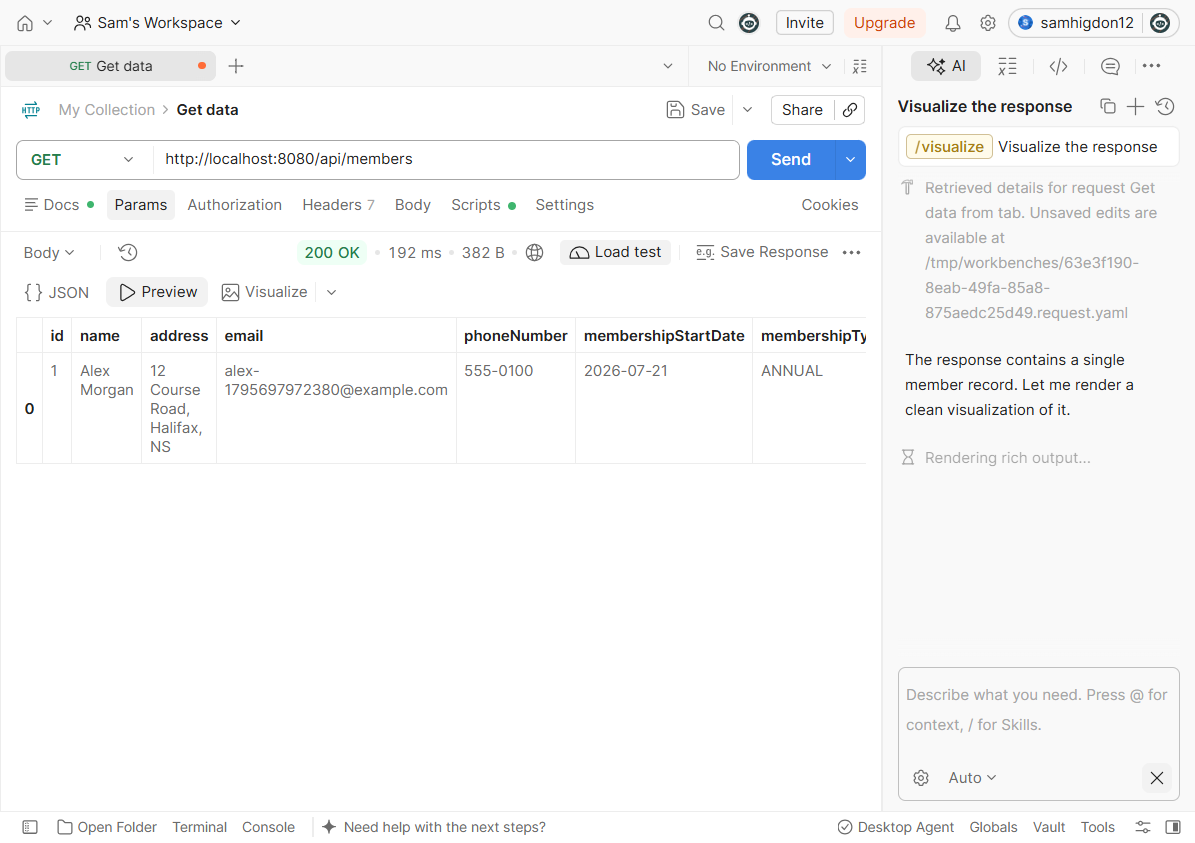 Sam's Workspace
Invite
Upgrade
samhigdon12
GET Get data
No Environment
AI
HTTP
My Collection > Get data
Save
Share
Visualize the response
GET
http://localhost:8080/api/members
Send
/visualize Visualize the response
Docs
Params
Authorization
Headers 7
Body
Scripts
Settings
Cookies
Retrieved details for request Get
data from tab. Unsaved edits are
available at
/tmp/workbenches/63e3f190-
8eab-49fa-85a8-
875aedc25d49.request.yaml
Body
200 OK
192 ms
382 B
Load test
e.g. Save Response
{ } JSON
Preview
Visualize
id name address email phoneNumber membershipStartDate membershipTy
0 1 Alex Morgan 12 Course Road, Halifax, NS alex-1795697972380@example.com 555-0100 2026-07-21 ANNUAL
The response contains a single
member record. Let me render a
clean visualization of it.
Rendering rich output...
Describe what you need. Press @ for
context, / for Skills.
Auto
Open Folder
Terminal
Console
Need help with the next steps?
Desktop Agent
Globals
Vault
Tools